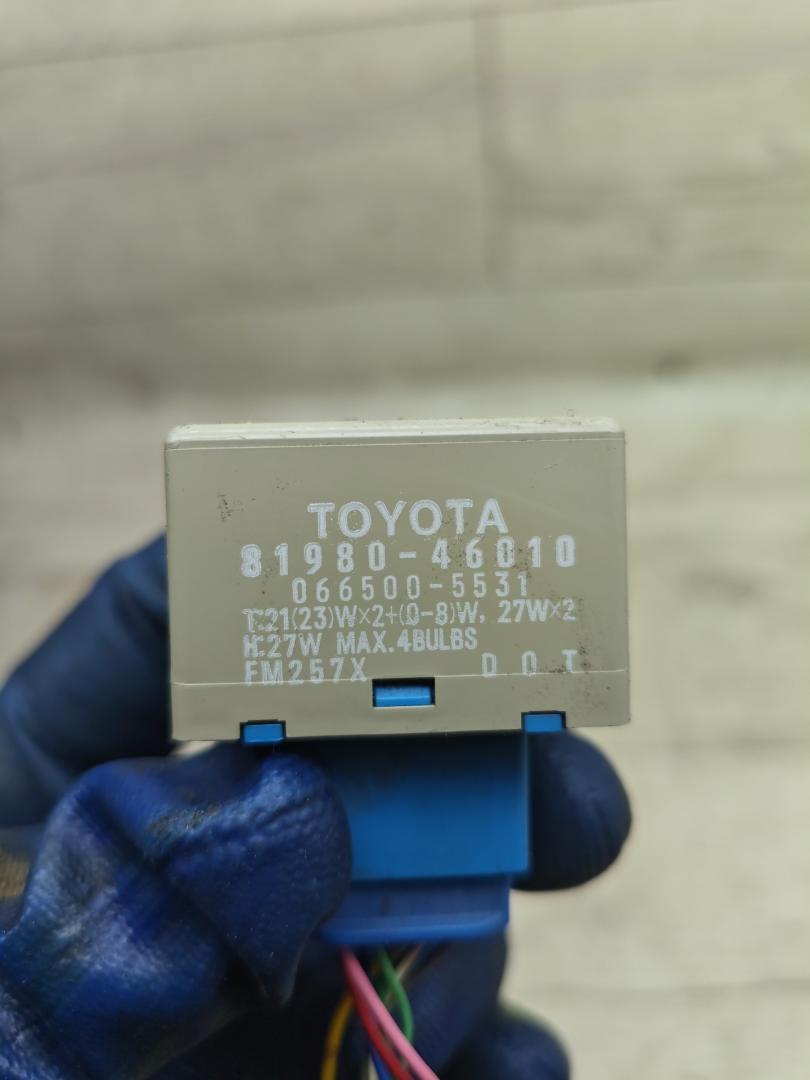 TOYOTA
81980-46010
066500-5531
T:21(23)W×2+(0-8)W, 27W×2
H:27W MAX.4BULBS
FM257X DOT